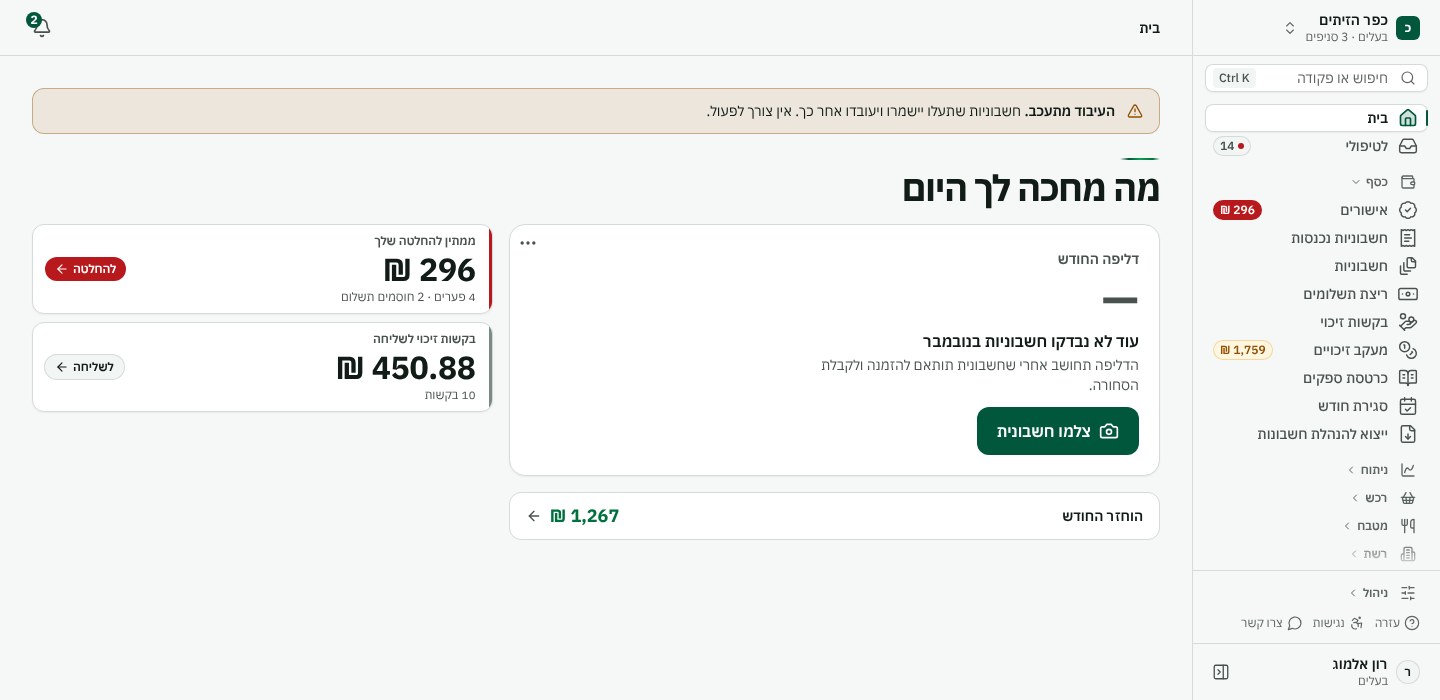 כ
כפר הזיתים
בעלים · 3 סניפים
חיפוש או פקודה
Ctrl K
בית
לטיפולי
14
כסף
אישורים
296 ₪
חשבוניות נכנסות
חשבוניות
ריצת תשלומים
בקשות זיכוי
מעקב זיכויים
1,759 ₪
כרטסת ספקים
סגירת חודש
ייצוא להנהלת חשבונות
ניתוח
רכש
מטבח
רשת
ניהול
עזרה
נגישות
צרו קשר
ר
רון אלמוג
בעלים
בית
2
העיבוד מתעכב. חשבוניות שתעלו יישמרו ויעובדו אחר כך. אין צורך לפעול.
מה מחכה לך היום
דליפה החודש
—
עוד לא נבדקו חשבוניות בנובמבר
הדליפה תחושב אחרי שחשבונית תותאם להזמנה ולקבלת
הסחורה.
צלמו חשבונית
הוחזר החודש
1,267 ₪
ממתין להחלטה שלך
296 ₪
4 פערים · 2 חוסמים תשלום
להחלטה
בקשות זיכוי לשליחה
450.88 ₪
10 בקשות
לשליחה